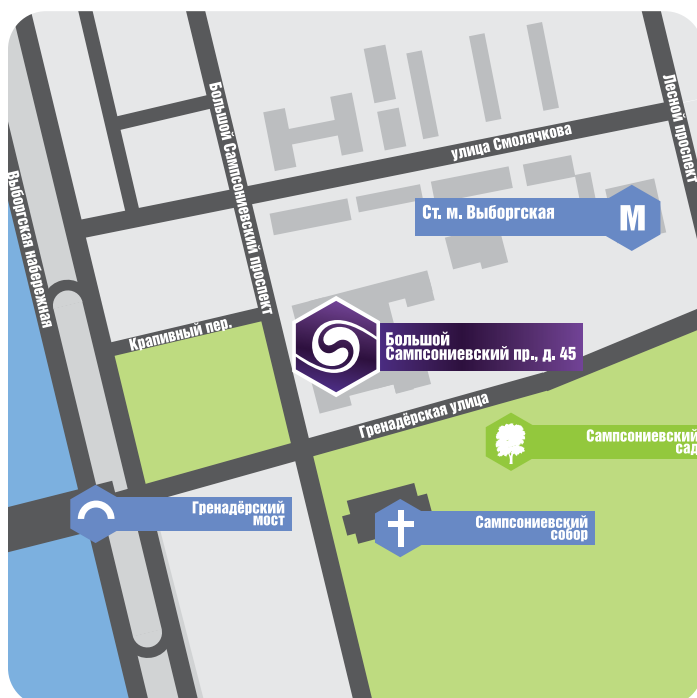 Большой Сампсониевский проспект
Лесной проспект
улица Смолячкова
Выборгская набережная
Ст. м. Выборгская
М
Крапивный пер.
Большой
Сампсониевский пр., д. 45
Гренадёрская улица
Сампсониевский
сад
Гренадёрский
мост
Сампсониевский
собор